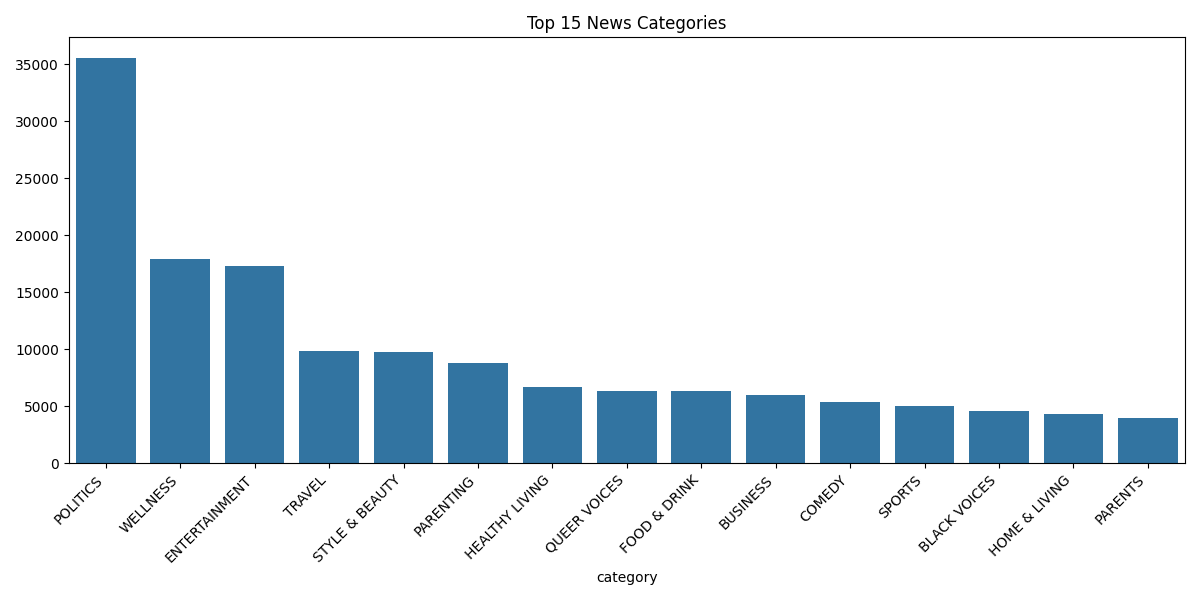 Top 15 News Categories
35000
30000
25000
20000
15000
10000
5000
0
POLITICS
WELLNESS
ENTERTAINMENT
TRAVEL
STYLE & BEAUTY
PARENTING
HEALTHY LIVING
QUEER VOICES
FOOD & DRINK
BUSINESS
COMEDY
SPORTS
BLACK VOICES
HOME & LIVING
PARENTS
category